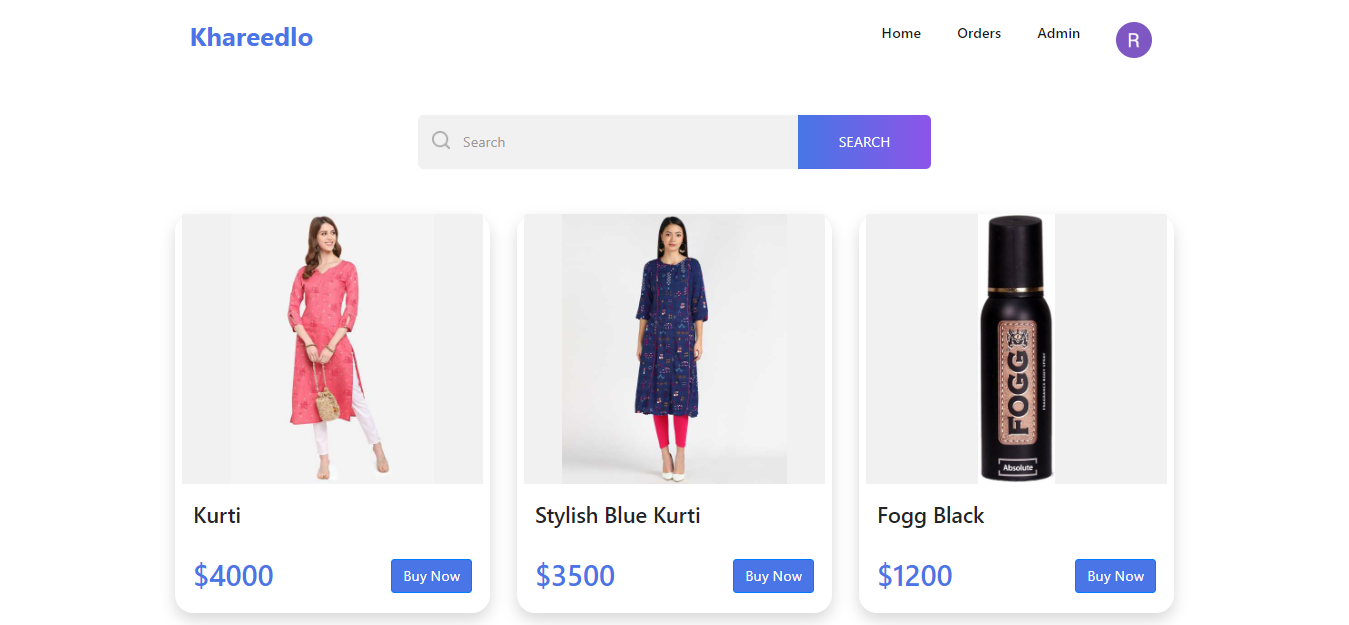 Khareedlo
Home Orders Admin R
Search SEARCH
FOGG
Absolute
Kurti
Stylish Blue Kurti
Fogg Black
$4000 Buy Now
$3500 Buy Now
$1200 Buy Now